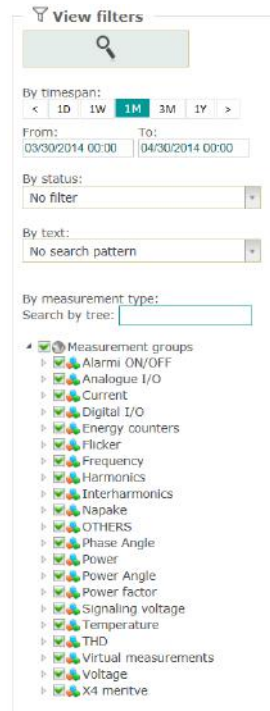 View filters
By timespan:
< 1D 1W 1M 3M 1Y >
From: To:
03/30/2014 00:00 04/30/2014 00:00
By status:
No filter
By text:
No search pattern
By measurement type:
Search by tree:
Measurement groups
Alarmi ON/OFF
Analogue I/O
Current
Digital I/O
Energy counters
Flicker
Frequency
Harmonics
Interharmonics
Napake
OTHERS
Phase Angle
Power
Power Angle
Power factor
Signaling voltage
Temperature
THD
Virtual measurements
Voltage
X4 meritve